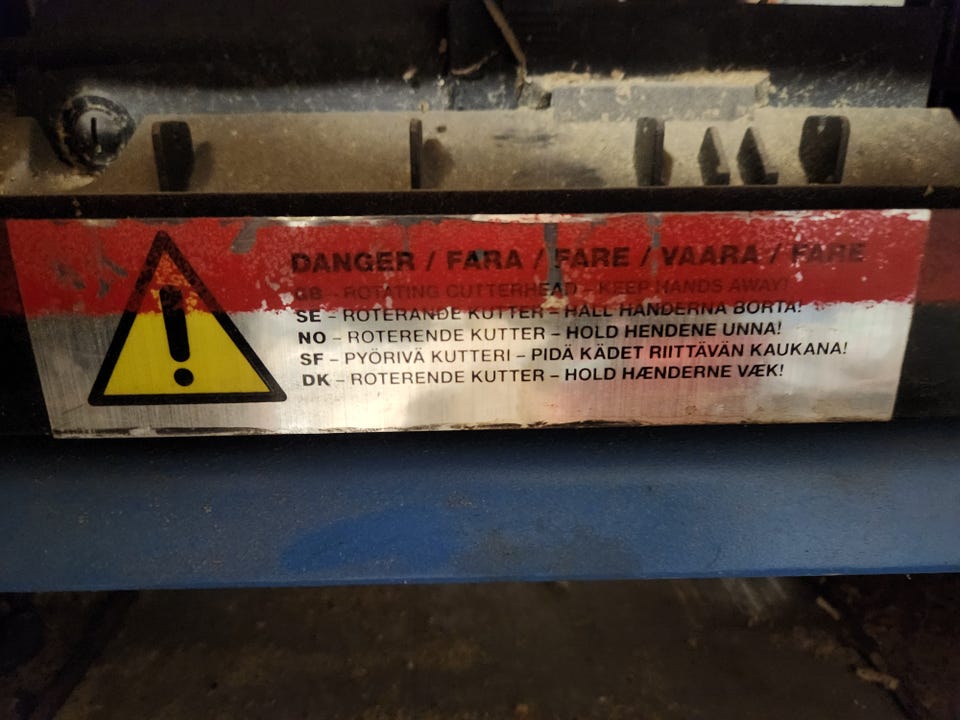 DANGER / FARA / FARE / VAARA / FARE
GB – ROTATING CUTTERHEAD – KEEP HANDS AWAY!
SE – ROTERANDE KUTTER – HÅLL HÄNDERNA BORTA!
NO – ROTERENDE KUTTER – HOLD HENDENE UNNA!
SF – PYÖRIVÄ KUTTERI – PIDÄ KÄDET RIITTÄVÄN KAUKANA!
DK – ROTERENDE KUTTER – HOLD HÆNDERNE VÆK!